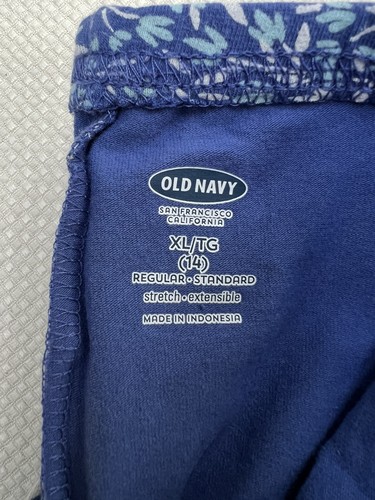 OLD NAVY
SAN FRANCISCO
CALIFORNIA
XL/TG
(14)
REGULAR • STANDARD
stretch • extensible
MADE IN INDONESIA